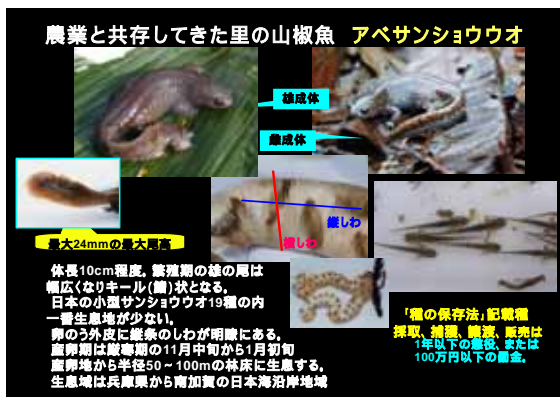 農業と共存してきた里の山椒魚 アベサンショウウオ
雄成体
雌成体
縦しわ
横しわ
最大24mmの最大尾高
体長10cm程度。繁殖期の雄の尾は
幅広くなりキール(鰭)状となる。
日本の小型サンショウウオ19種の内
一番生息地が少ない。
卵のう外皮に縦条のしわが明瞭にある。
産卵期は厳寒期の11月中旬から1月初旬
産卵地から半径50~100mの林床に生息する。
生息域は兵庫県から南加賀の日本海沿岸地域
「種の保存法」記載種
採取、捕獲、譲渡、販売は
1年以下の懲役、または
100万円以下の罰金。